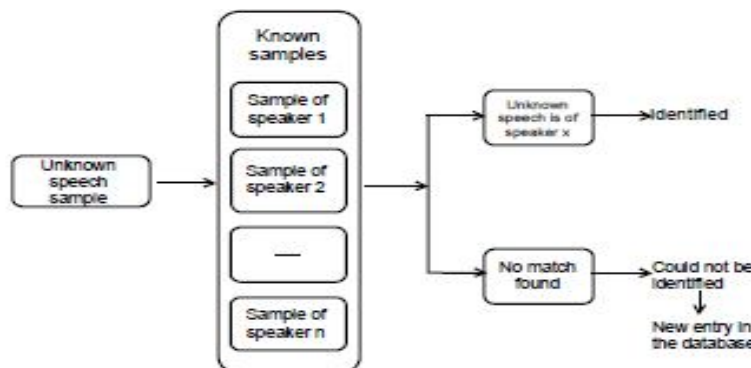 Known
samples
Sample of
speaker 1
Unknown
speech is of
speaker x
Identified
Unknown
speech
sample
Sample of
speaker 2
—
No match
found
Could not be
identified
Sample of
speaker n
New entry in
the database